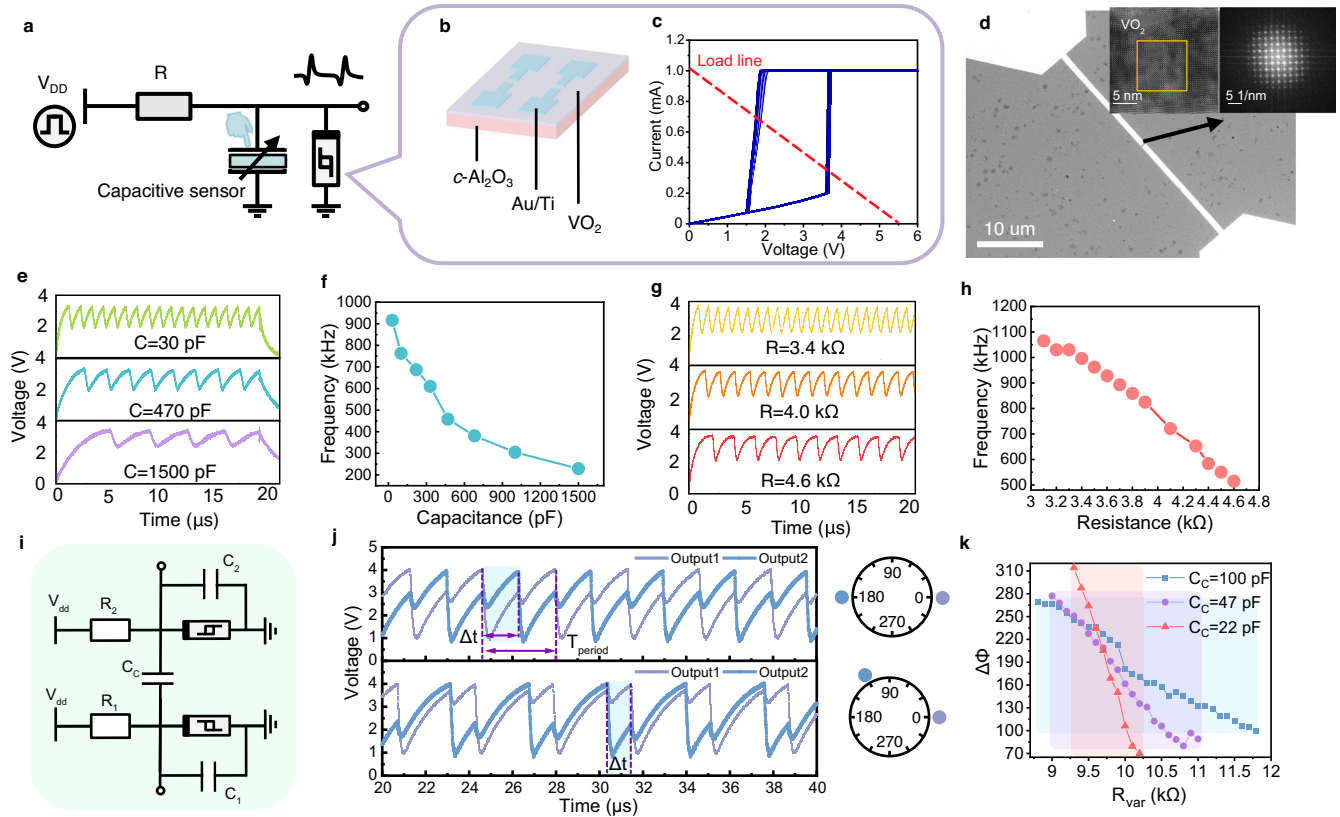 a
V_DD
R
Capacitive sensor
b
c-Al₂O₃
Au/Ti
VO₂
c
Load line
Current (mA)
1.2
1.0
0.8
0.6
0.4
0.2
0
0 1 2 3 4 5 6
Voltage (V)
d
VO₂
5 nm
5 1/nm
10 um
e
4
2
C=30 pF
4
2
C=470 pF
4
2
C=1500 pF
0
Voltage (V)
0 5 10 15 20
Time (µs)
f
Frequency (kHz)
1000
900
800
700
600
500
400
300
200
0 300 600 900 1200 1500
Capacitance (pF)
g
4
2
R=3.4 kΩ
4
2
R=4.0 kΩ
4
2
R=4.6 kΩ
0
Voltage (V)
0 5 10 15 20
Time (µs)
h
Frequency (kHz)
1200
1100
1000
900
800
700
600
500
3 3.2 3.4 3.6 3.8 4 4.2 4.4 4.6 4.8
Resistance (kΩ)
i
C₂
V_dd
R₂
C_C
V_dd
R₁
C₁
j
Output1 Output2
5
4
3
2
1
0
Δt
T_period
Output1 Output2
4
3
2
1
0
Δt
Voltage (V)
20 22 24 26 28 30 32 34 36 38 40
Time (µs)
90
180 0
270
90
180 0
270
k
C_C=100 pF
C_C=47 pF
C_C=22 pF
ΔΦ
310
280
250
220
190
160
130
100
70
9 9.5 10 10.5 11 11.5 12
R_var (kΩ)